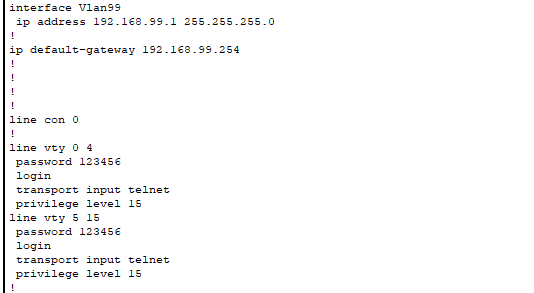 interface Vlan99
 ip address 192.168.99.1 255.255.255.0
!
ip default-gateway 192.168.99.254
!
!
!
!
line con 0
!
line vty 0 4
 password 123456
 login
 transport input telnet
 privilege level 15
line vty 5 15
 password 123456
 login
 transport input telnet
 privilege level 15
!